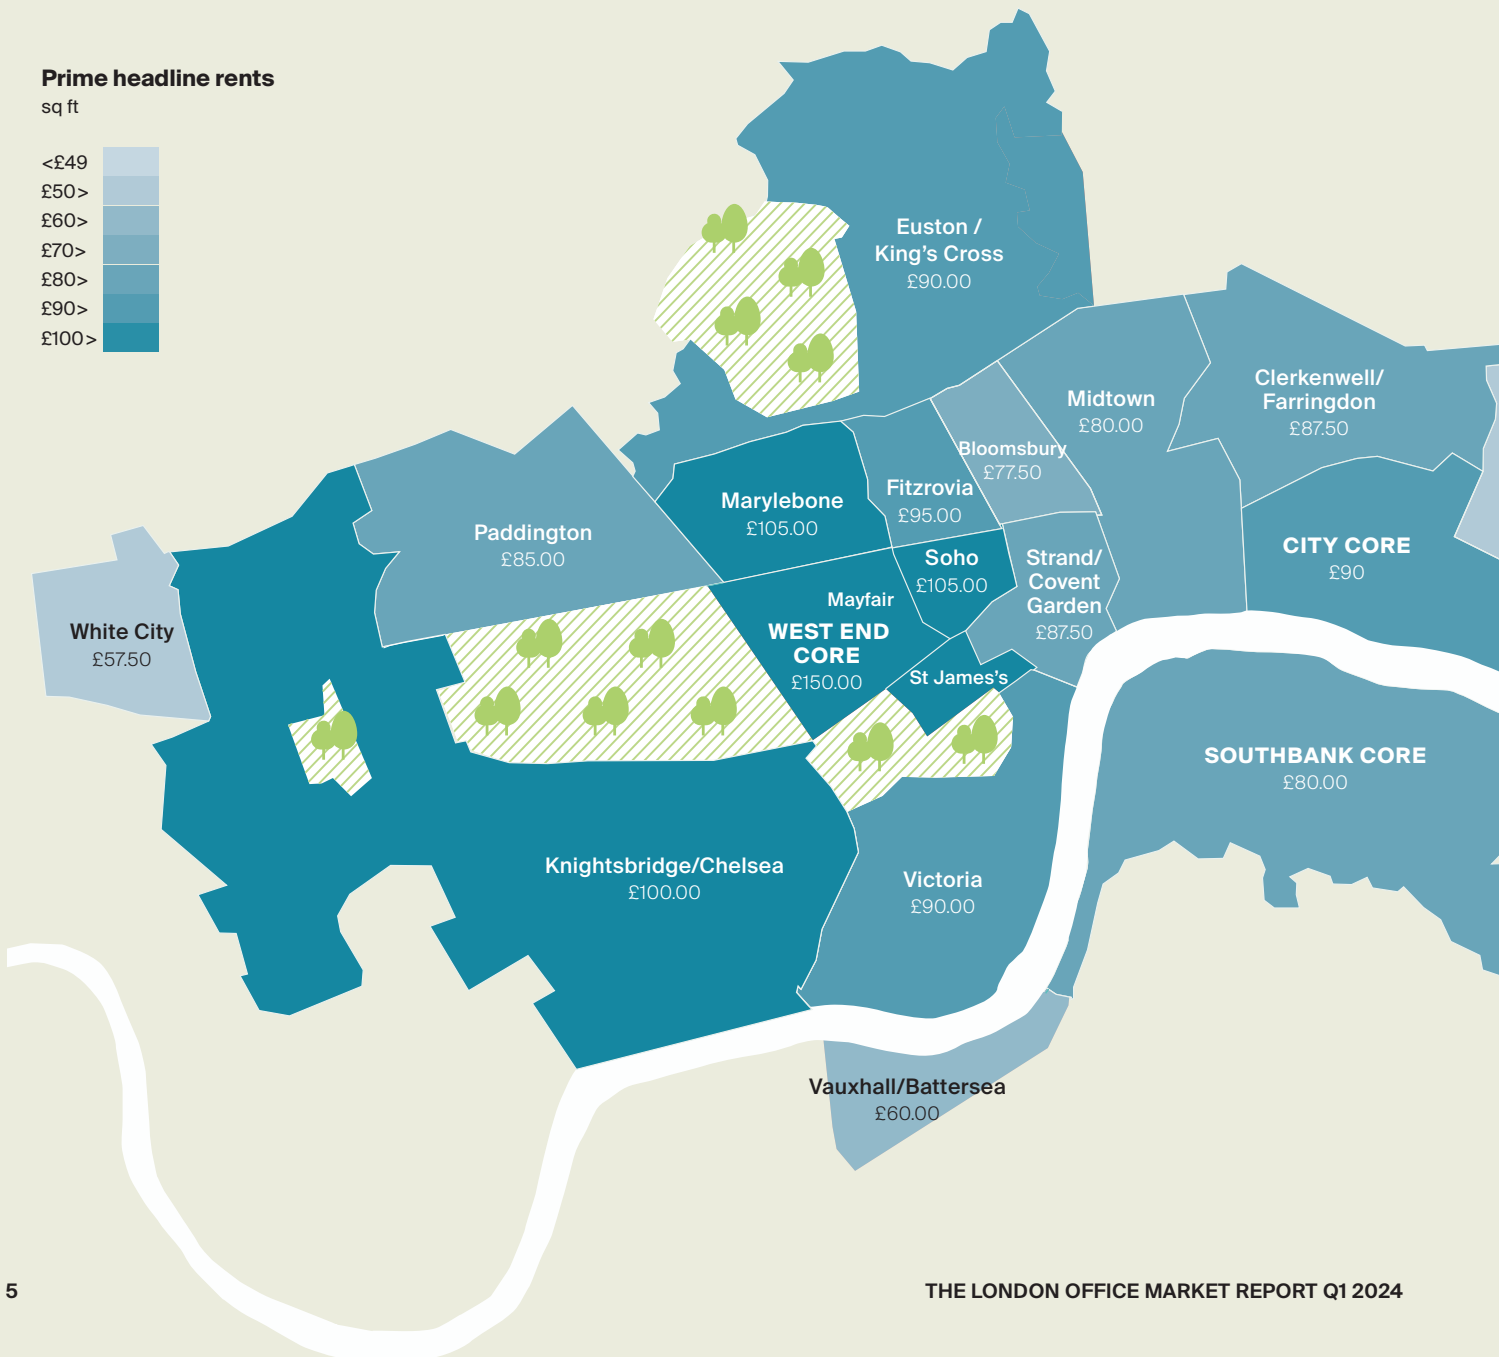 Prime headline rents
sq ft
<£49
£50>
£60>
£70>
£80>
£90>
£100>
Euston /
King's Cross
£90.00
Clerkenwell/
Farringdon
£87.50
Midtown
£80.00
Bloomsbury
£77.50
Fitzrovia
£95.00
Marylebone
£105.00
Paddington
£85.00
CITY CORE
£90
Soho
£105.00
Strand/
Covent
Garden
£87.50
Mayfair
WEST END
CORE
£150.00
White City
£57.50
St James's
SOUTHBANK CORE
£80.00
Knightsbridge/Chelsea
£100.00
Victoria
£90.00
Vauxhall/Battersea
£60.00
5
THE LONDON OFFICE MARKET REPORT Q1 2024